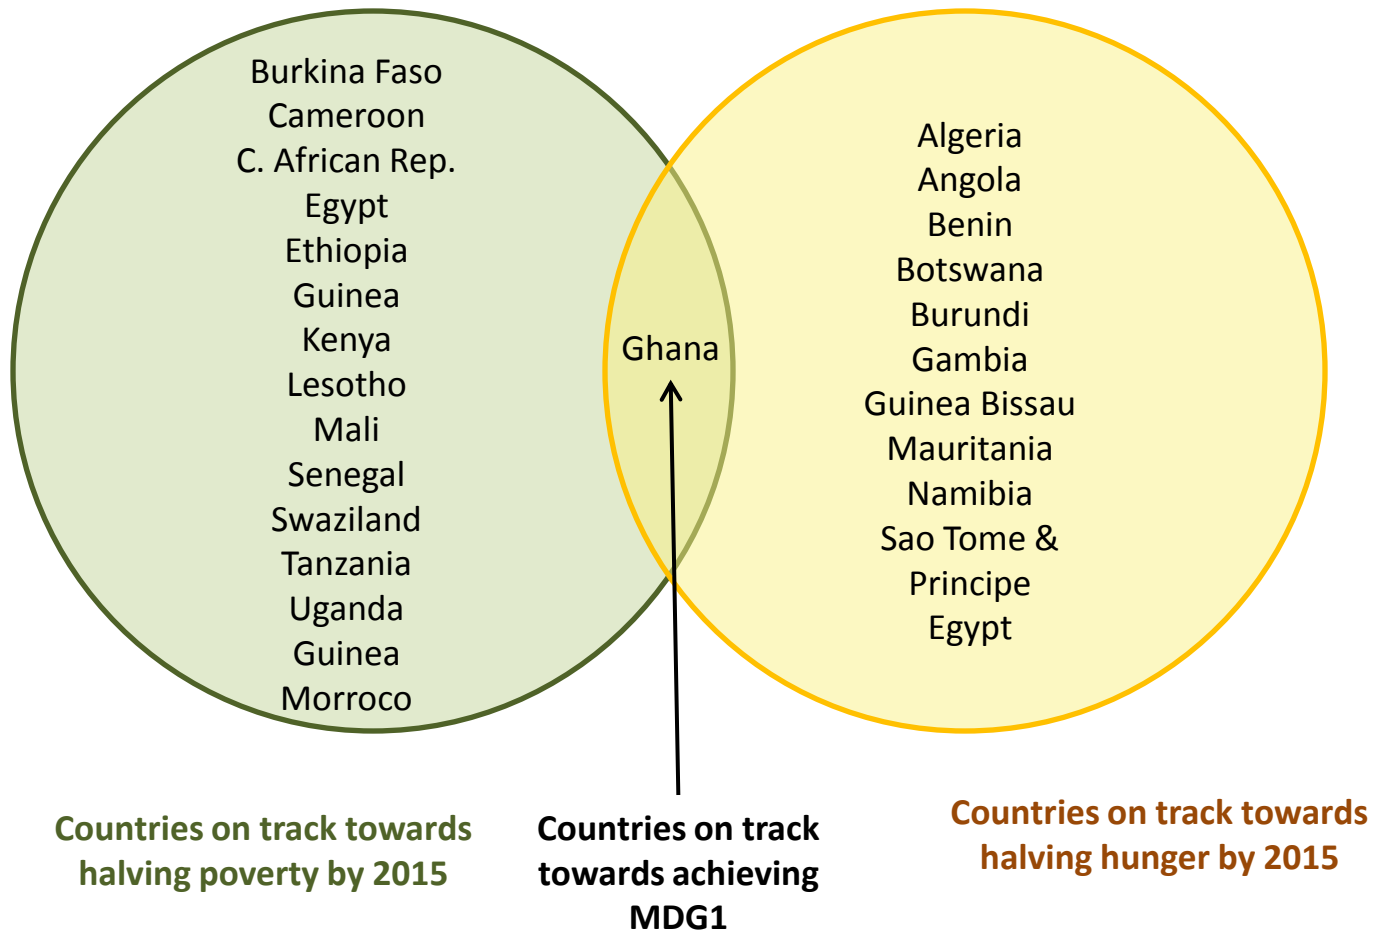 Burkina Faso
Cameroon
C. African Rep.
Egypt
Ethiopia
Guinea
Kenya
Lesotho
Mali
Senegal
Swaziland
Tanzania
Uganda
Guinea
Morroco
Ghana
Algeria
Angola
Benin
Botswana
Burundi
Gambia
Guinea Bissau
Mauritania
Namibia
Sao Tome &
Principe
Egypt
Countries on track towards
halving poverty by 2015
Countries on track
towards achieving
MDG1
Countries on track towards
halving hunger by 2015